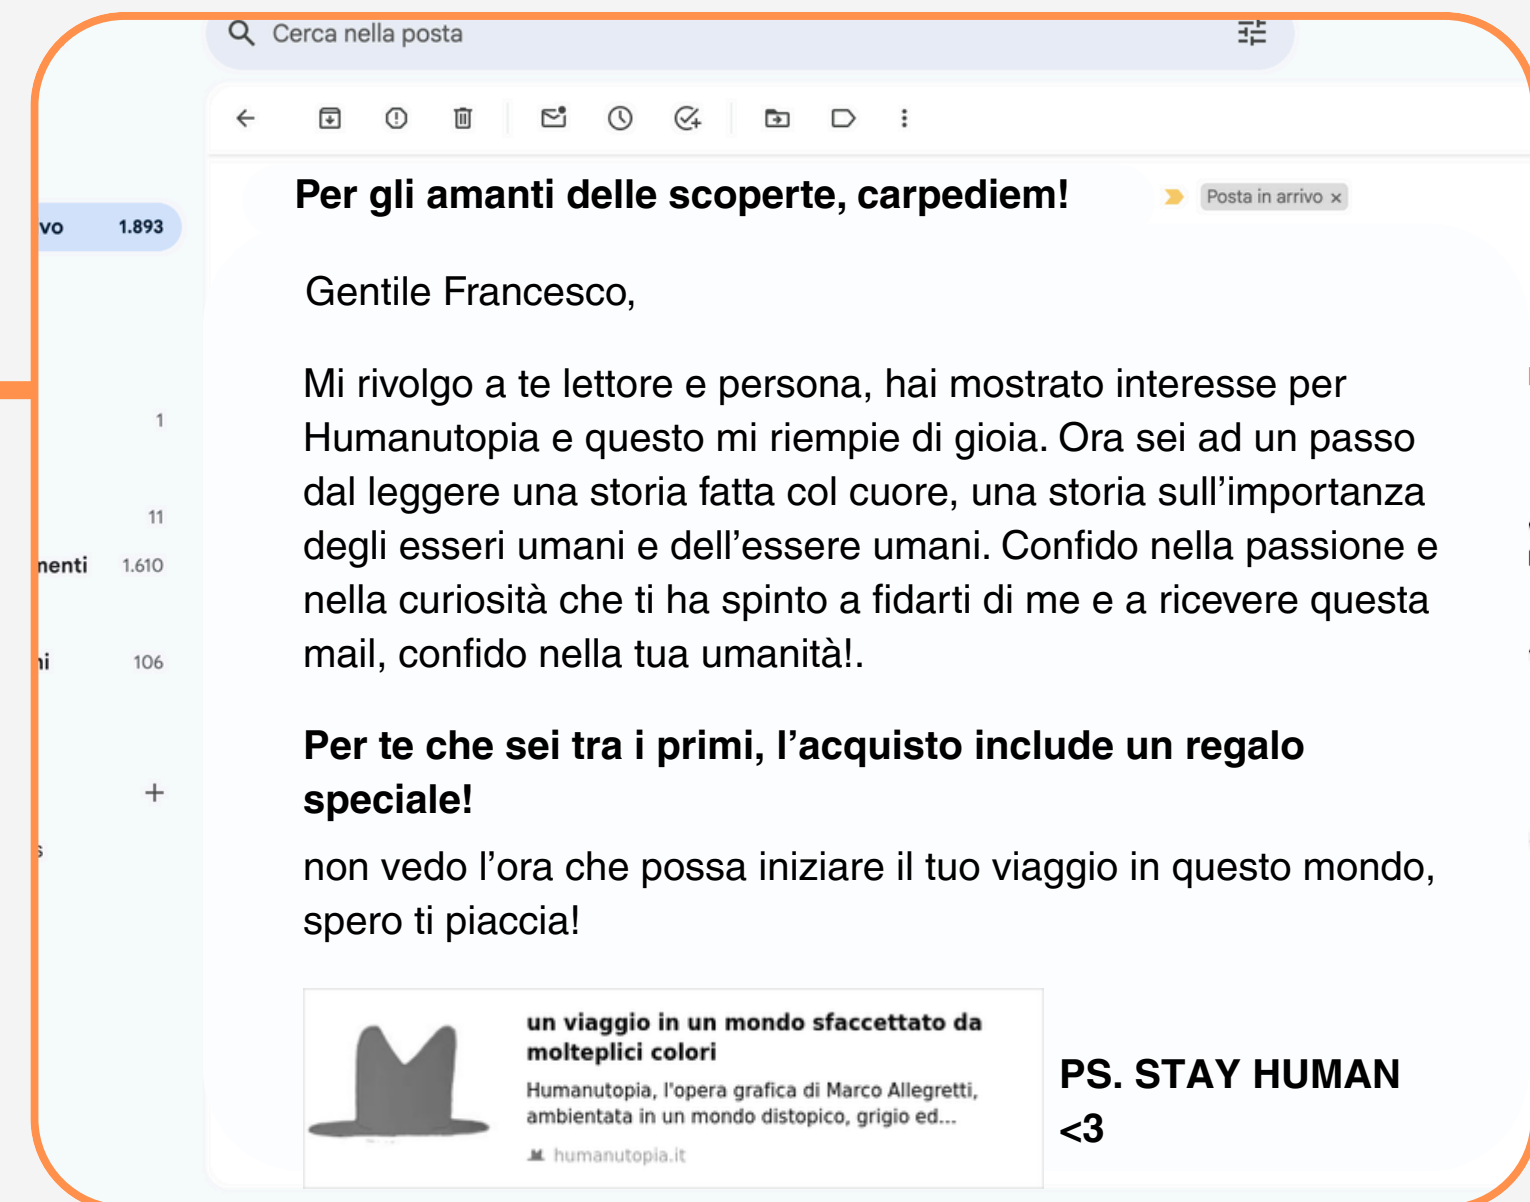 Cerca nella posta
Per gli amanti delle scoperte, carpediem!
Posta in arrivo ×
vo 1.893
Gentile Francesco,
Mi rivolgo a te lettore e persona, hai mostrato interesse per
Humanutopia e questo mi riempie di gioia. Ora sei ad un passo
dal leggere una storia fatta col cuore, una storia sull’importanza
degli esseri umani e dell’essere umani. Confido nella passione e
nella curiosità che ti ha spinto a fidarti di me e a ricevere questa
mail, confido nella tua umanità!.
1
11
menti 1.610
ni 106
Per te che sei tra i primi, l’acquisto include un regalo
speciale!
non vedo l’ora che possa iniziare il tuo viaggio in questo mondo,
spero ti piaccia!
s
un viaggio in un mondo sfaccettato da
molteplici colori
Humanutopia, l'opera grafica di Marco Allegretti,
ambientata in un mondo distopico, grigio ed...
humanutopia.it
PS. STAY HUMAN
<3